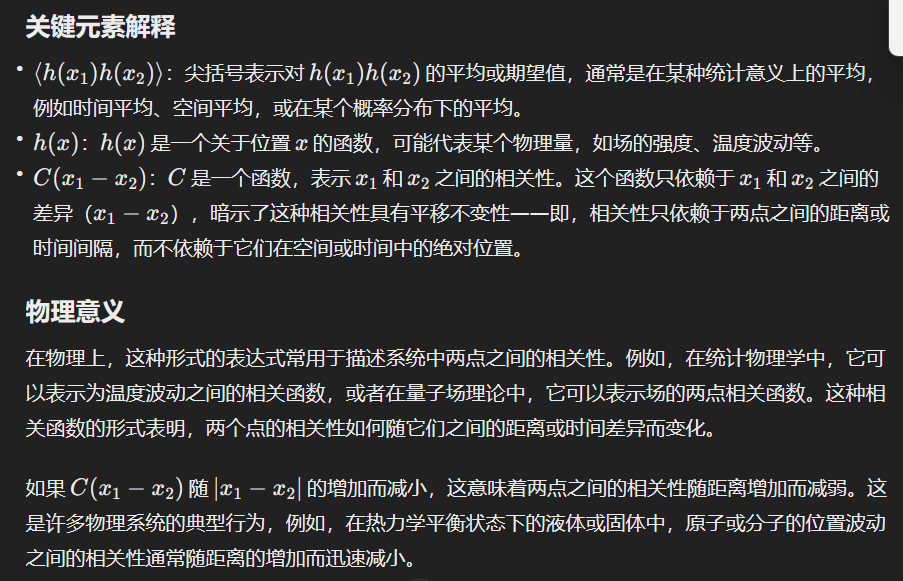 关键元素解释
• ⟨h(x₁)h(x₂)⟩：尖括号表示对 h(x₁)h(x₂) 的平均或期望值，通常是在某种统计意义上的平均，
例如时间平均、空间平均，或在某个概率分布下的平均。
• h(x)：h(x) 是一个关于位置 x 的函数，可能代表某个物理量，如场的强度、温度波动等。
• C(x₁ − x₂)：C 是一个函数，表示 x₁ 和 x₂ 之间的相关性。这个函数只依赖于 x₁ 和 x₂ 之间的
差异（x₁ − x₂），暗示了这种相关性具有平移不变性——即，相关性只依赖于两点之间的距离或
时间间隔，而不依赖于它们在空间或时间中的绝对位置。
物理意义
在物理上，这种形式的表达式常用于描述系统中两点之间的相关性。例如，在统计物理学中，它可
以表示为温度波动之间的相关函数，或者在量子场理论中，它可以表示场的两点相关函数。这种相
关函数的形式表明，两个点的相关性如何随它们之间的距离或时间差异而变化。
如果 C(x₁ − x₂) 随 |x₁ − x₂| 的增加而减小，这意味着两点之间的相关性随距离增加而减弱。这
是许多物理系统的典型行为，例如，在热力学平衡状态下的液体或固体中，原子或分子的位置波动
之间的相关性通常随距离的增加而迅速减小。